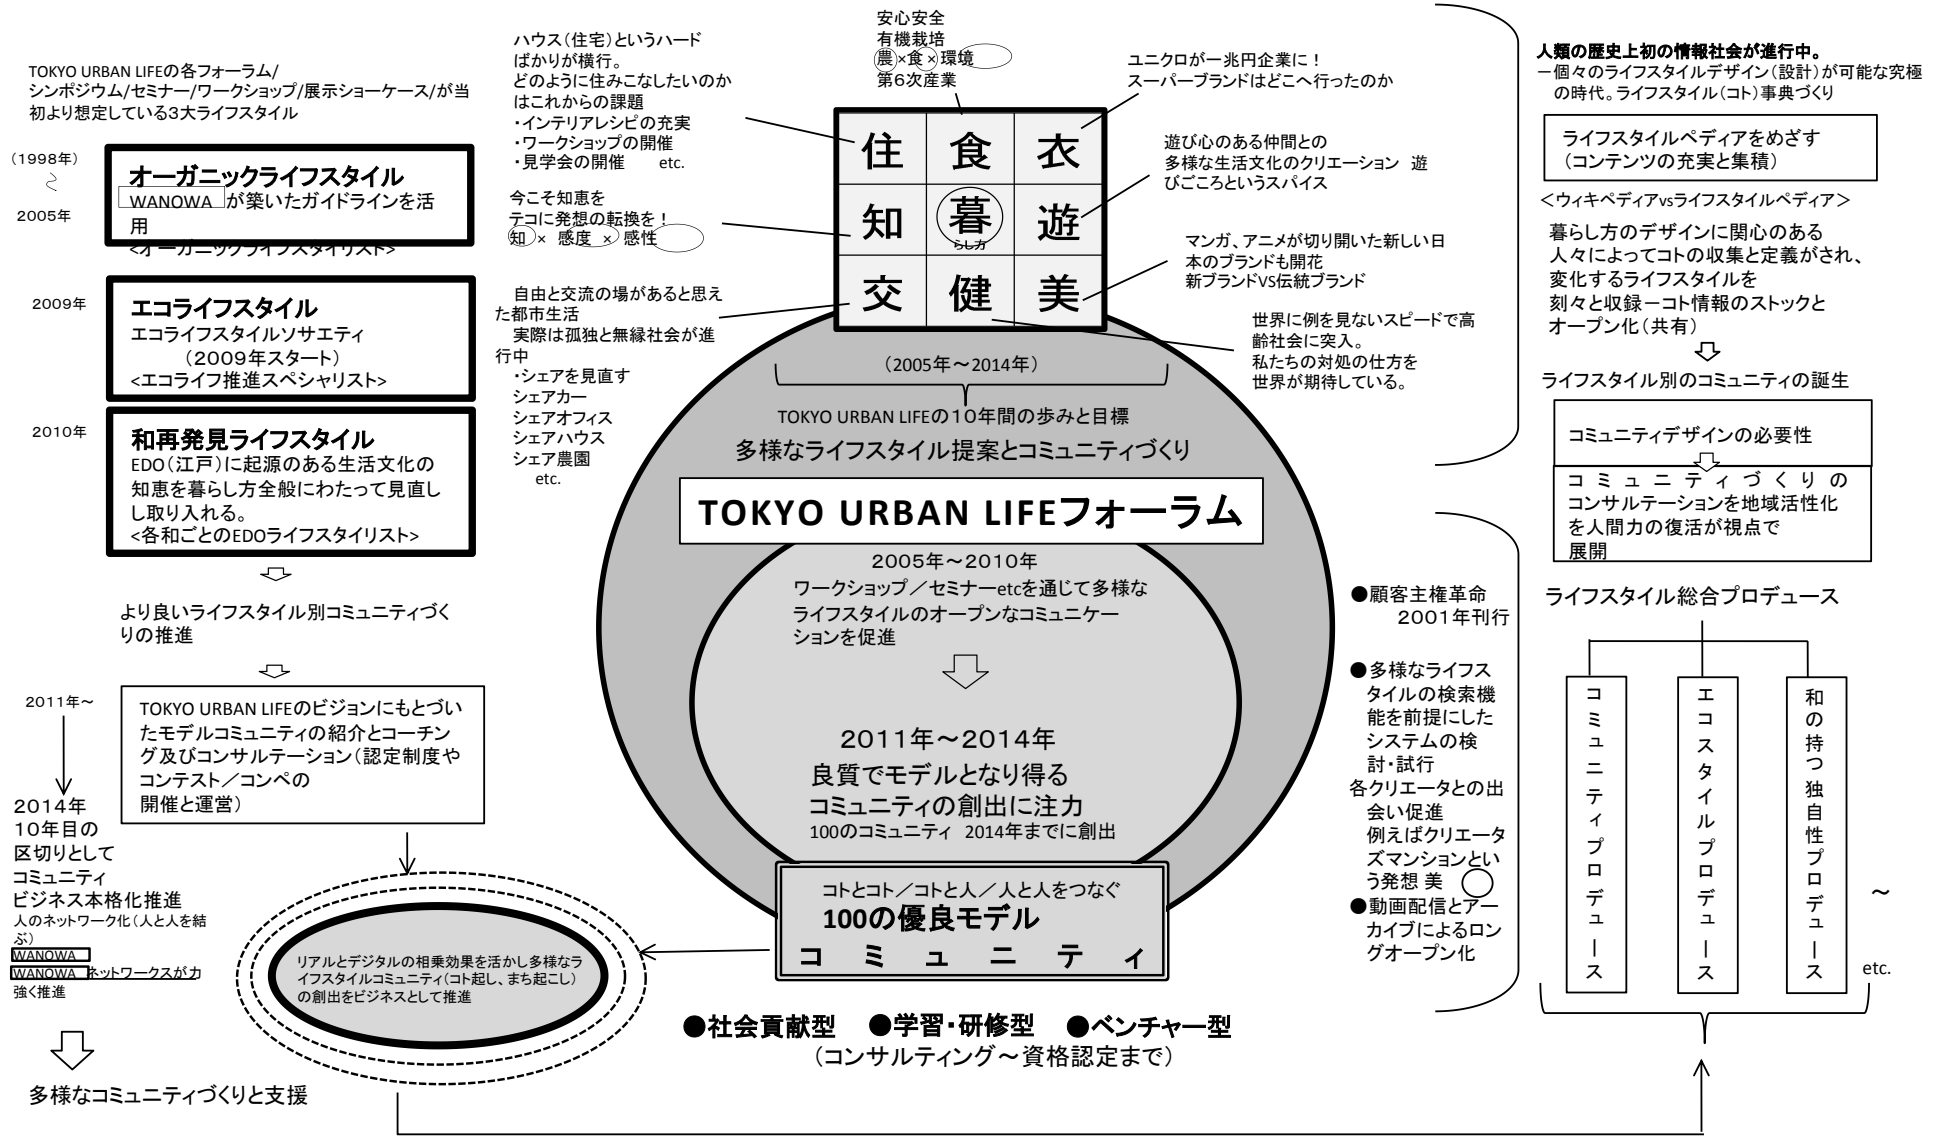 TOKYO URBAN LIFEの各フォーラム/
シンポジウム/セミナー/ワークショップ/展示ショーケース/が当
初より想定している3大ライフスタイル
(1998年)
〜
2005年
オーガニックライフスタイル
WANOWA が築いたガイドラインを活
用
<オーガニックライフスタイリスト>
2009年
エコライフスタイル
エコライフスタイルソサエティ
(2009年スタート)
<エコライフ推進スペシャリスト>
2010年
和再発見ライフスタイル
EDO(江戸)に起源のある生活文化の
知恵を暮らし方全般にわたって見直し
し取り入れる。
<各和ごとのEDOライフスタイリスト>
より良いライフスタイル別コミュニティづく
りの推進
2011年~
TOKYO URBAN LIFEのビジョンにもとづい
たモデルコミュニティの紹介とコーチン
グ及びコンサルテーション(認定制度や
コンテスト/コンペの
開催と運営)
2014年
10年目の
区切りとして
コミュニティ
ビジネス本格化推進
人のネットワーク化(人と人を結
ぶ)
WANOWA
WANOWA ネットワークスが力
強く推進
多様なコミュニティづくりと支援
リアルとデジタルの相乗効果を活かし多様なラ
イフスタイルコミュニティ(コト起し、まち起こし)
の創出をビジネスとして推進
ハウス(住宅)というハード
ばかりが横行。
どのように住みこなしたいのか
はこれからの課題
・インテリアレシピの充実
・ワークショップの開催
・見学会の開催 etc.
今こそ知恵を
テコに発想の転換を!
知 × 感度 × 感性
自由と交流の場があると思え
た都市生活
実際は孤独と無縁社会が進
行中
・シェアを見直す
シェアカー
シェアオフィス
シェアハウス
シェア農園
etc.
安心安全
有機栽培
農×食×環境
第6次産業
住 食 衣
知 暮 遊
らし方
交 健 美
ユニクロが一兆円企業に!
スーパーブランドはどこへ行ったのか
遊び心のある仲間との
多様な生活文化のクリエーション 遊
びごころというスパイス
マンガ、アニメが切り開いた新しい日
本のブランドも開花
新ブランドVS伝統ブランド
世界に例を見ないスピードで高
齢社会に突入。
私たちの対処の仕方を
世界が期待している。
(2005年~2014年)
TOKYO URBAN LIFEの10年間の歩みと目標
多様なライフスタイル提案とコミュニティづくり
TOKYO URBAN LIFEフォーラム
2005年~2010年
ワークショップ/セミナーetcを通じて多様な
ライフスタイルのオープンなコミュニケー
ションを促進
2011年~2014年
良質でモデルとなり得る
コミュニティの創出に注力
100のコミュニティ 2014年までに創出
コトとコト/コトと人/人と人をつなぐ
100の優良モデル
コミュニティ
●社会貢献型 ●学習・研修型 ●ベンチャー型
(コンサルティング~資格認定まで)
●顧客主権革命
2001年刊行
●多様なライフス
タイルの検索機
能を前提にした
システムの検
討・試行
各クリエータとの出
会い促進
例えばクリエータ
ズマンションとい
う発想 美
●動画配信とアー
カイブによるロン
グオープン化
人類の歴史上初の情報社会が進行中。
-個々のライフスタイルデザイン(設計)が可能な究極
の時代。ライフスタイル(コト)事典づくり
ライフスタイルペディアをめざす
(コンテンツの充実と集積)
<ウィキペディアvsライフスタイルペディア>
暮らし方のデザインに関心のある
人々によってコトの収集と定義がされ、
変化するライフスタイルを
刻々と収録-コト情報のストックと
オープン化(共有)
ライフスタイル別のコミュニティの誕生
コミュニティデザインの必要性
コミュニティづくりの
コンサルテーションを地域活性化
を人間力の復活が視点で
展開
ライフスタイル総合プロデュース
コミュニティプロデュース
エコスタイルプロデュース
和の持つ独自性プロデュース
~
etc.